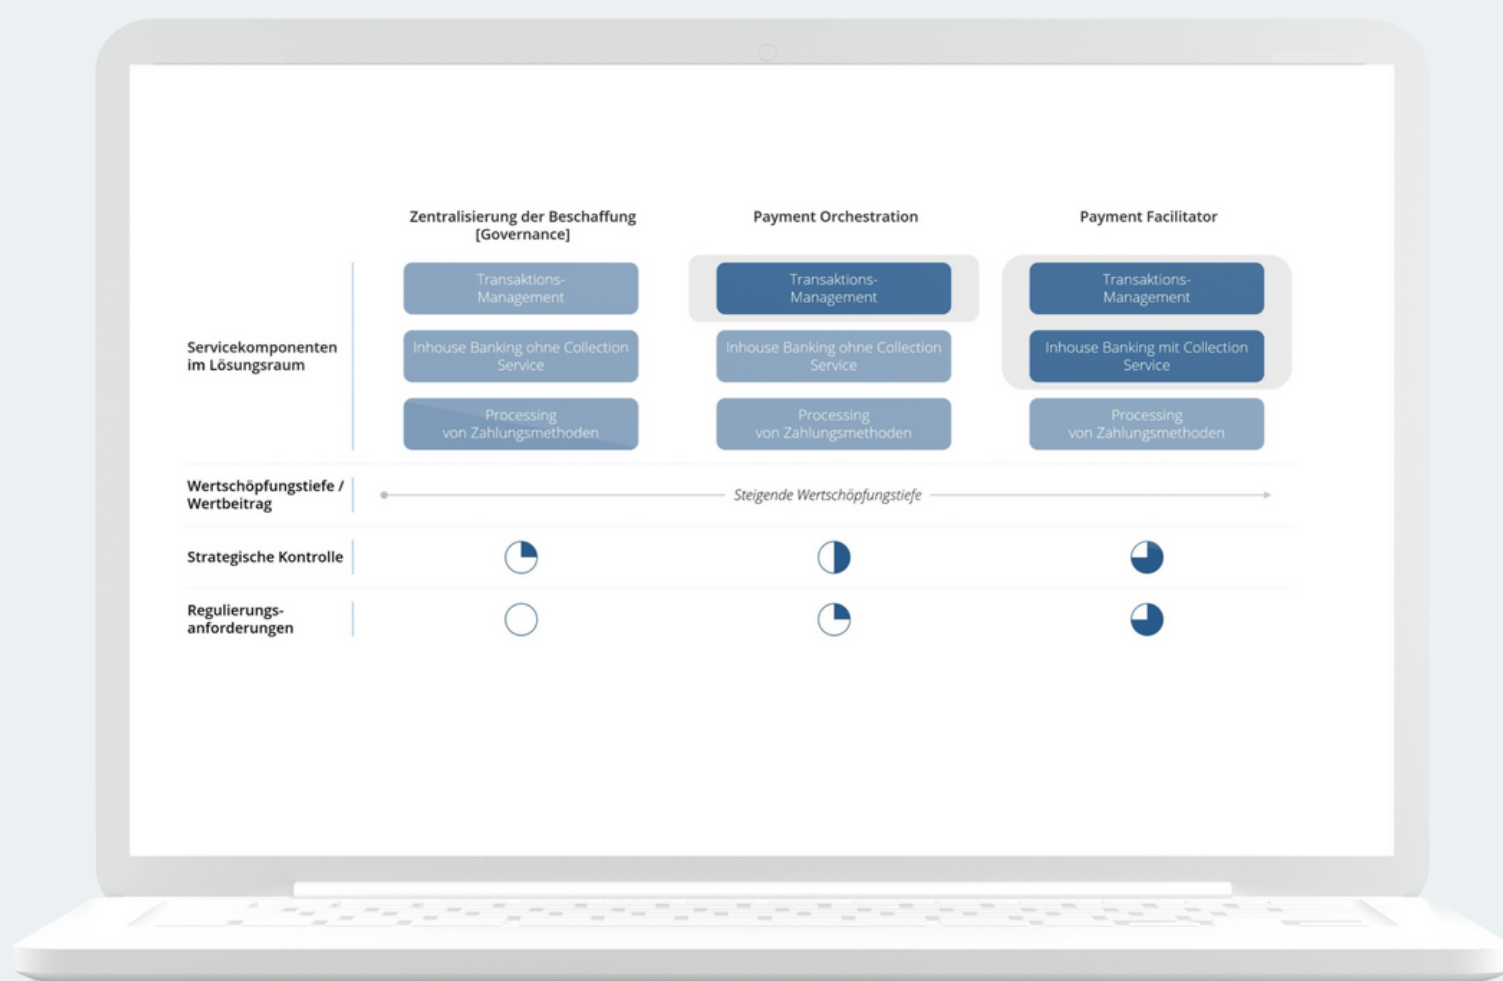 Zentralisierung der Beschaffung
[Governance]
Payment Orchestration
Payment Facilitator
Servicekomponenten
im Lösungsraum
Transaktions-
Management
Transaktions-
Management
Transaktions-
Management
Inhouse Banking ohne Collection
Service
Inhouse Banking ohne Collection
Service
Inhouse Banking mit Collection
Service
Processing
von Zahlungsmethoden
Processing
von Zahlungsmethoden
Processing
von Zahlungsmethoden
Wertschöpfungstiefe /
Wertbeitrag
Steigende Wertschöpfungstiefe
Strategische Kontrolle
Regulierungs-
anforderungen